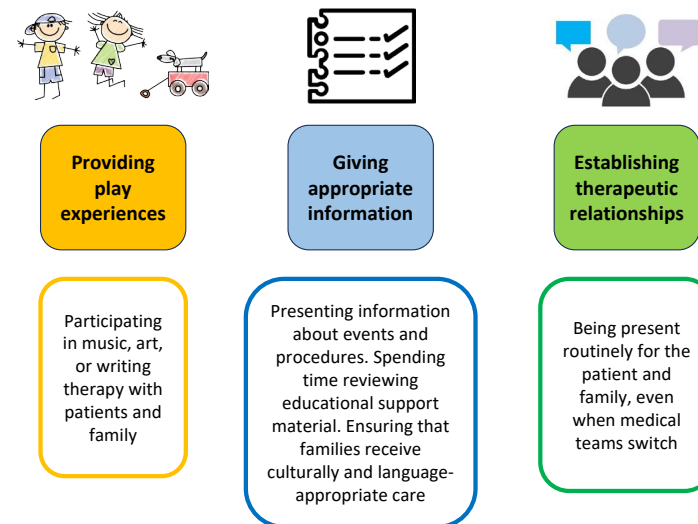 Providing
play
experiences
Giving
appropriate
information
Establishing
therapeutic
relationships
Participating
in music, art,
or writing
therapy with
patients and
family
Presenting information
about events and
procedures. Spending
time reviewing
educational support
material. Ensuring that
families receive
culturally and language-
appropriate care
Being present
routinely for the
patient and
family, even
when medical
teams switch